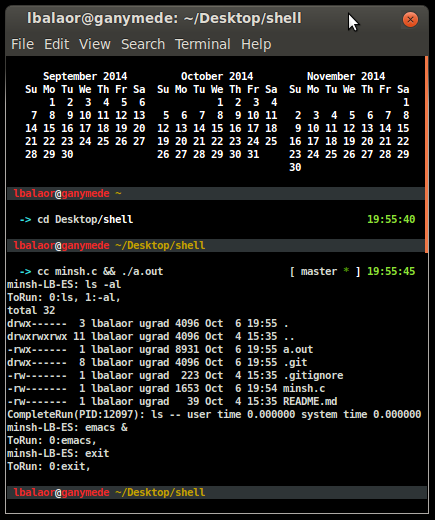 lbalaor@ganymede: ~/Desktop/shell
File Edit View Search Terminal Help
September 2014 October 2014 November 2014
Su Mo Tu We Th Fr Sa Su Mo Tu We Th Fr Sa Su Mo Tu We Th Fr Sa
1 2 3 4 5 6 1 2 3 4 1
7 8 9 10 11 12 13 5 6 7 8 9 10 11 2 3 4 5 6 7 8
14 15 16 17 18 19 20 12 13 14 15 16 17 18 9 10 11 12 13 14 15
21 22 23 24 25 26 27 19 20 21 22 23 24 25 16 17 18 19 20 21 22
28 29 30 26 27 28 29 30 31 23 24 25 26 27 28 29
30
lbalaor@ganymede ~
-> cd Desktop/shell 19:55:40
lbalaor@ganymede ~/Desktop/shell
-> cc minsh.c && ./a.out [ master * ] 19:55:45
minsh-LB-ES: ls -al
ToRun: 0:ls, 1:-al,
total 32
drwx------ 3 lbalaor ugrad 4096 Oct 6 19:55 .
drwxrwxrwx 11 lbalaor ugrad 4096 Oct 4 15:35 ..
-rwx------ 1 lbalaor ugrad 8931 Oct 6 19:55 a.out
drwx------ 8 lbalaor ugrad 4096 Oct 6 19:55 .git
-rw------- 1 lbalaor ugrad 223 Oct 4 15:35 .gitignore
-rw------- 1 lbalaor ugrad 1653 Oct 6 19:54 minsh.c
-rw------- 1 lbalaor ugrad 39 Oct 4 15:35 README.md
CompleteRun(PID:12097): ls -- user time 0.000000 system time 0.000000
minsh-LB-ES: emacs &
ToRun: 0:emacs,
minsh-LB-ES: exit
ToRun: 0:exit,
lbalaor@ganymede ~/Desktop/shell